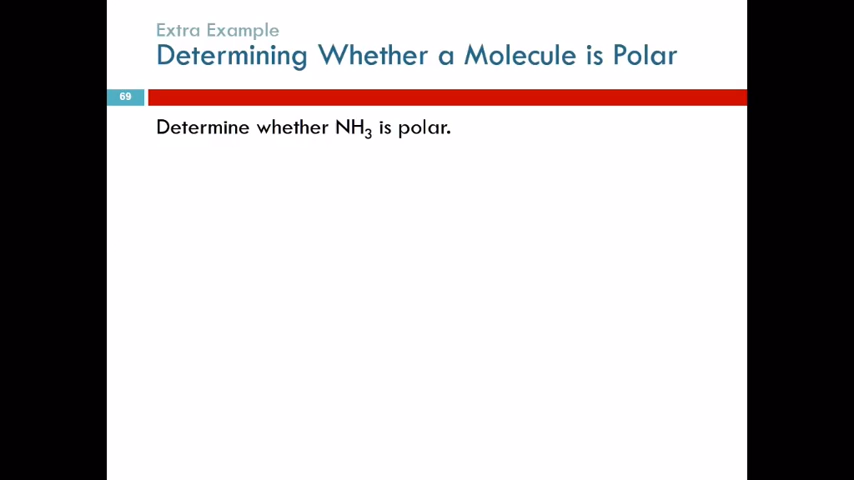 Extra Example
Determining Whether a Molecule is Polar
69
Determine whether NH₃ is polar.